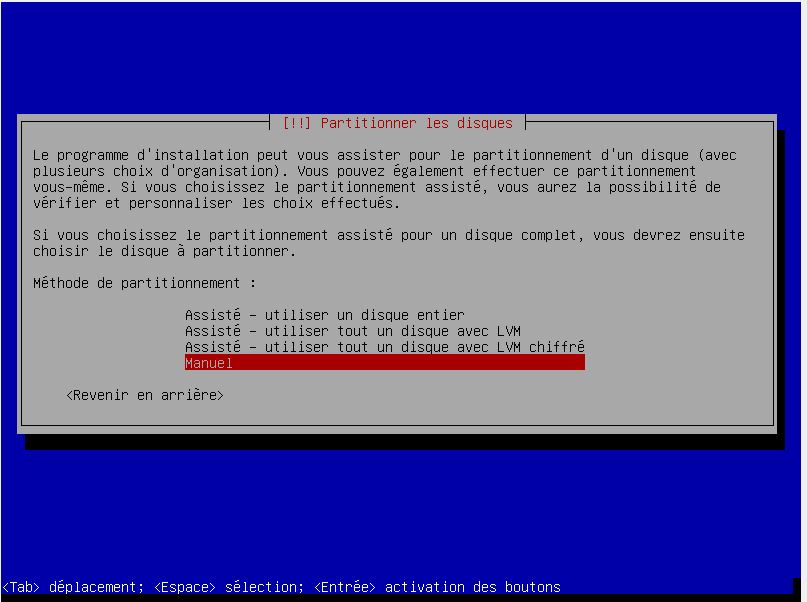 [!!] Partitionner les disques
Le programme d'installation peut vous assister pour le partitionnement d'un disque (avec
plusieurs choix d'organisation). Vous pouvez également effectuer ce partitionnement
vous-même. Si vous choisissez le partitionnement assisté, vous aurez la possibilité de
vérifier et personnaliser les choix effectués.
Si vous choisissez le partitionnement assisté pour un disque complet, vous devrez ensuite
choisir le disque à partitionner.
Méthode de partitionnement :
Assisté - utiliser un disque entier
Assisté - utiliser tout un disque avec LVM
Assisté - utiliser tout un disque avec LVM chiffré
Manuel
<Revenir en arrière>
<Tab> déplacement; <Espace> sélection; <Entrée> activation des boutons